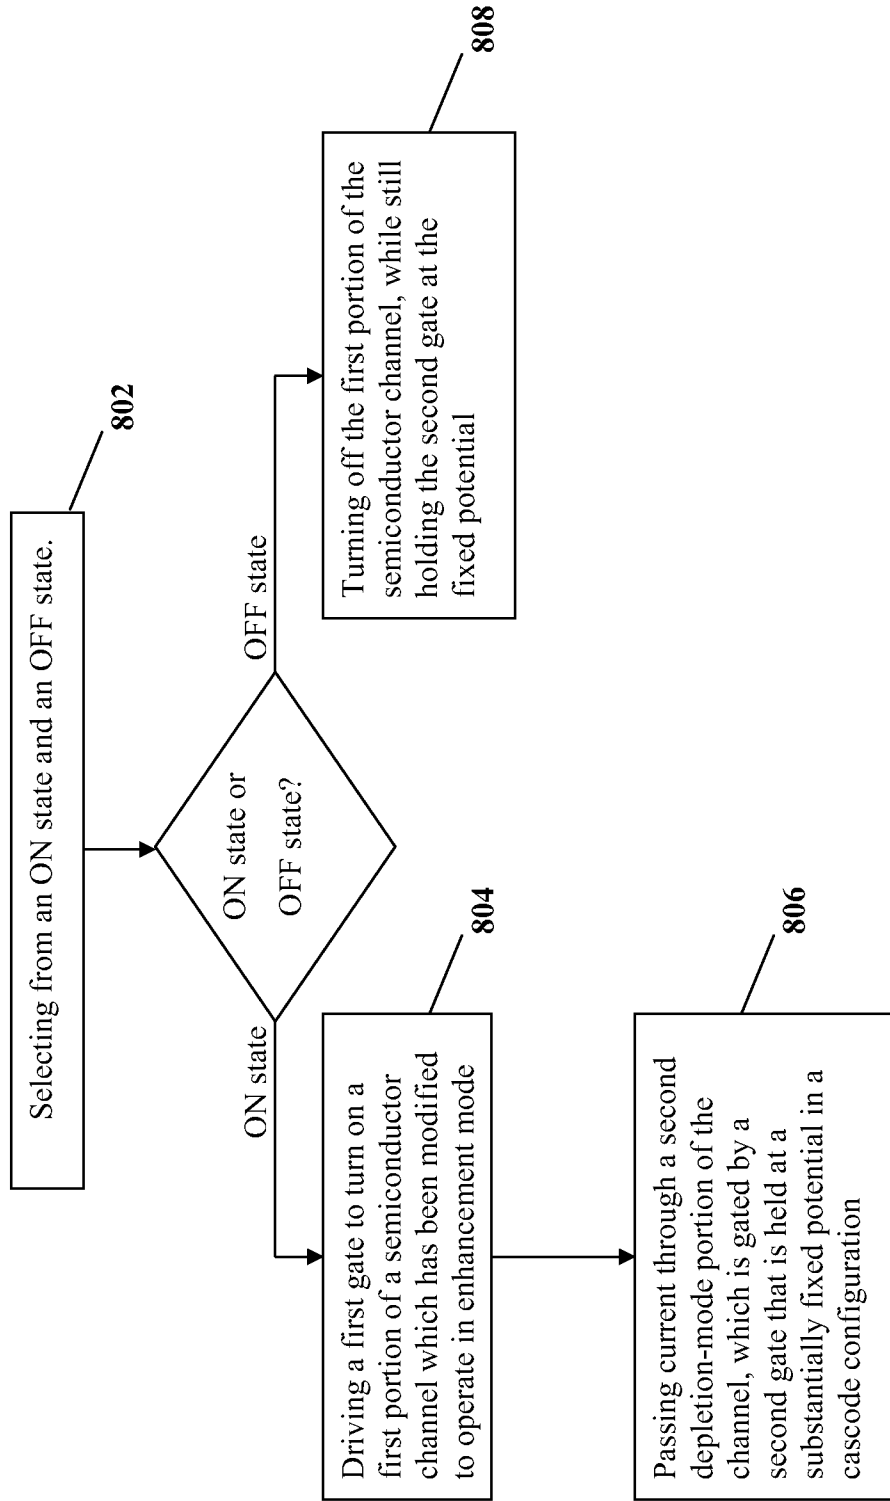 Selecting from an ON state and an OFF state.
802
ON state or
OFF state?
ON state
OFF state
Driving a first gate to turn on a
first portion of a semiconductor
channel which has been modified
to operate in enhancement mode
804
Turning off the first portion of the
semiconductor channel, while still
holding the second gate at the
fixed potential
808
Passing current through a second
depletion-mode portion of the
channel, which is gated by a
second gate that is held at a
substantially fixed potential in a
cascode configuration
806